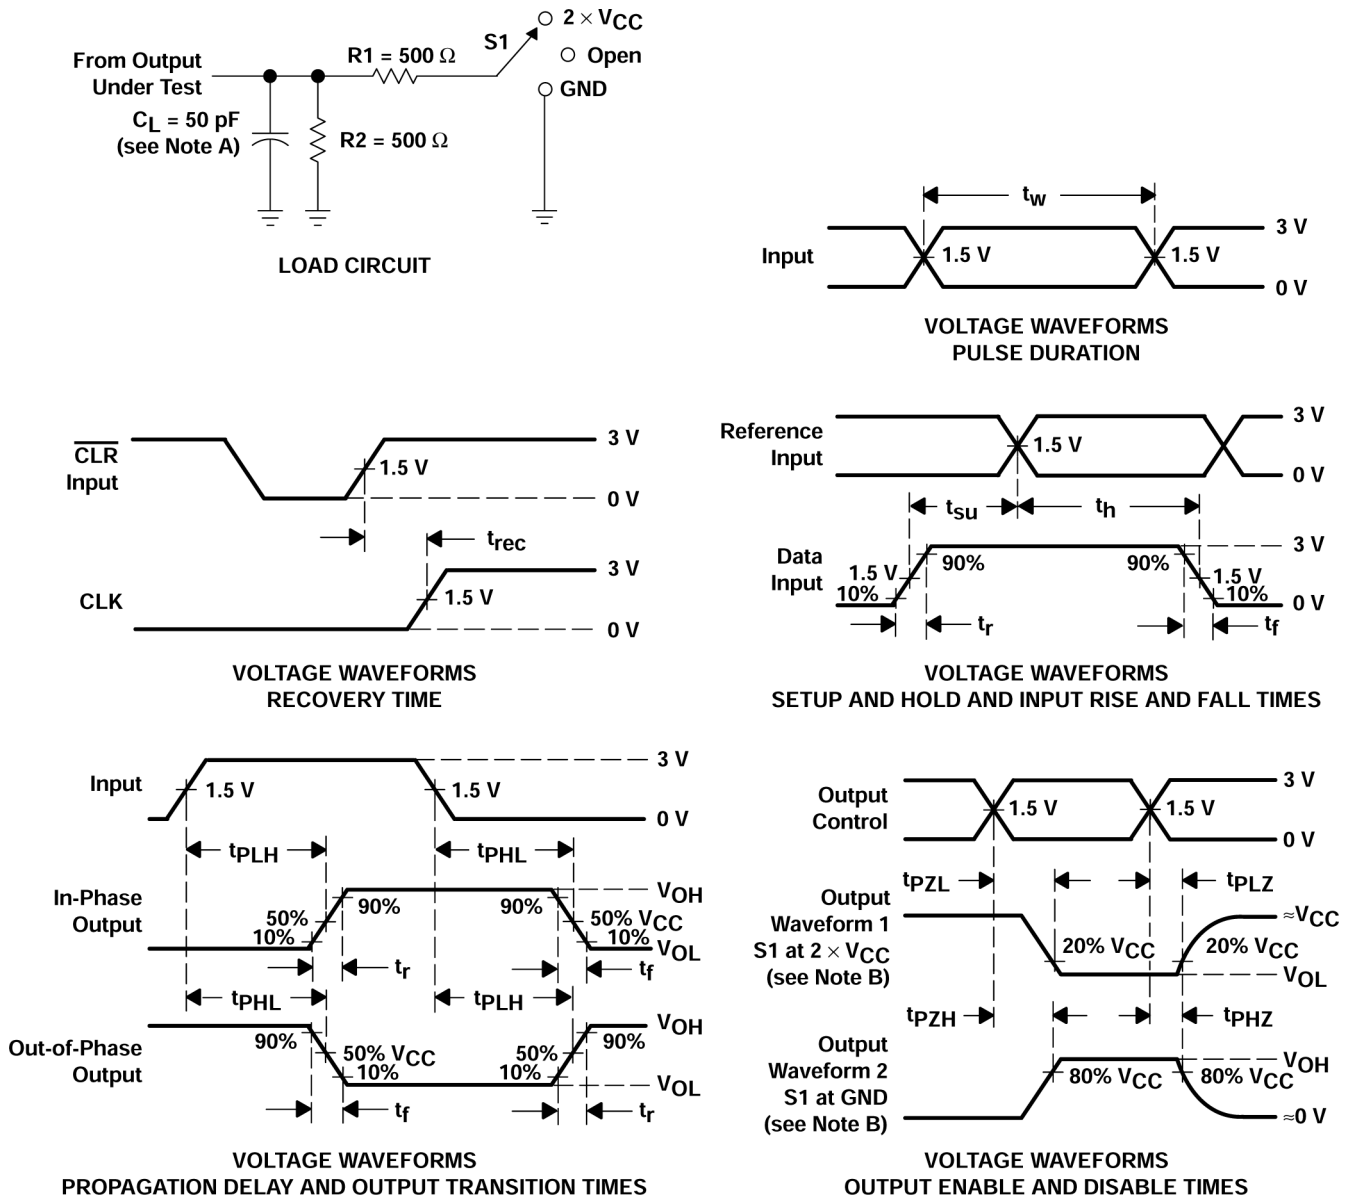 2 × VCC
S1
Open
GND
From Output
Under Test
R1 = 500 Ω
CL = 50 pF
(see Note A)
R2 = 500 Ω
LOAD CIRCUIT
tw
Input
1.5 V
1.5 V
3 V
0 V
VOLTAGE WAVEFORMS
PULSE DURATION
CLR
Input
1.5 V
3 V
0 V
trec
CLK
1.5 V
3 V
0 V
VOLTAGE WAVEFORMS
RECOVERY TIME
Reference
Input
1.5 V
3 V
0 V
tsu
th
Data
Input
1.5 V
10%
90%
90%
1.5 V
10%
3 V
0 V
tr
tf
VOLTAGE WAVEFORMS
SETUP AND HOLD AND INPUT RISE AND FALL TIMES
Input
1.5 V
1.5 V
3 V
0 V
tPLH
tPHL
In-Phase
Output
50%
10%
90%
90%
50% VCC
10%
VOH
VOL
tr
tf
tPHL
tPLH
Out-of-Phase
Output
90%
50% VCC
10%
50%
10%
90%
VOH
VOL
tf
tr
VOLTAGE WAVEFORMS
PROPAGATION DELAY AND OUTPUT TRANSITION TIMES
Output
Control
1.5 V
1.5 V
3 V
0 V
tPZL
tPLZ
Output
Waveform 1
S1 at 2 × VCC
(see Note B)
20% VCC
20% VCC
≈VCC
VOL
tPZH
tPHZ
Output
Waveform 2
S1 at GND
(see Note B)
80% VCC
80% VCC
VOH
≈0 V
VOLTAGE WAVEFORMS
OUTPUT ENABLE AND DISABLE TIMES